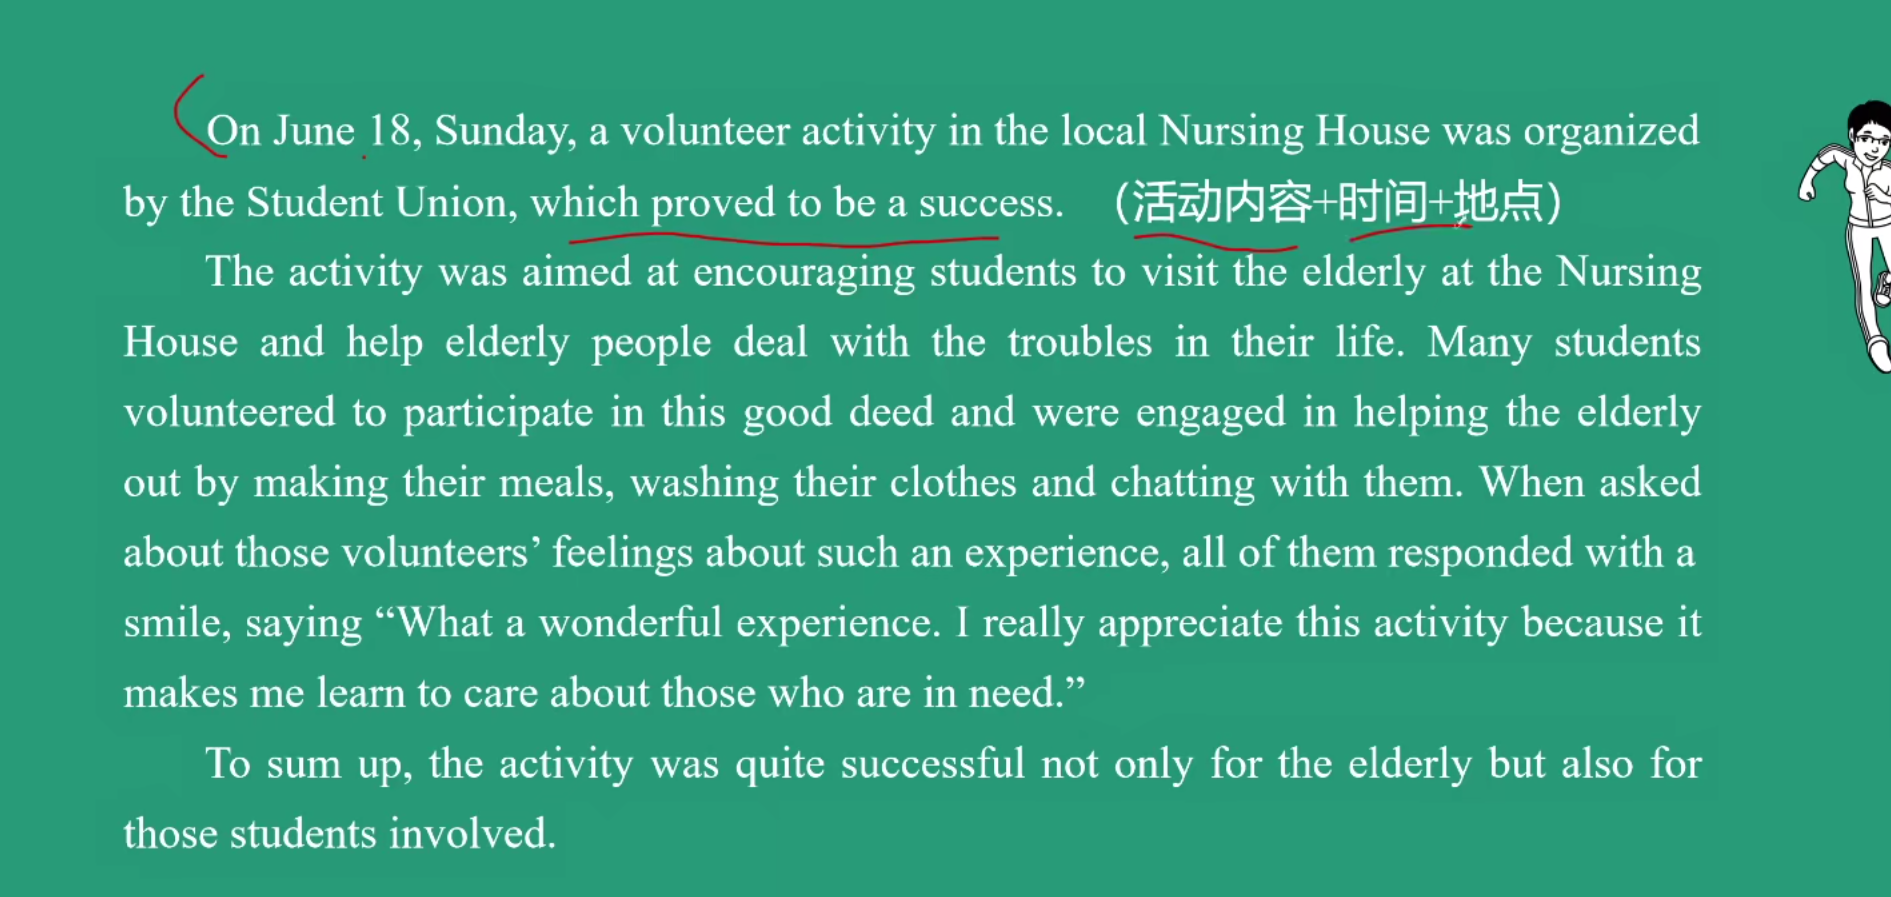 On June 18, Sunday, a volunteer activity in the local Nursing House was organized
by the Student Union, which proved to be a success. （活动内容+时间+地点）
The activity was aimed at encouraging students to visit the elderly at the Nursing
House and help elderly people deal with the troubles in their life. Many students
volunteered to participate in this good deed and were engaged in helping the elderly
out by making their meals, washing their clothes and chatting with them. When asked
about those volunteers’ feelings about such an experience, all of them responded with a
smile, saying “What a wonderful experience. I really appreciate this activity because it
makes me learn to care about those who are in need.”
To sum up, the activity was quite successful not only for the elderly but also for
those students involved.